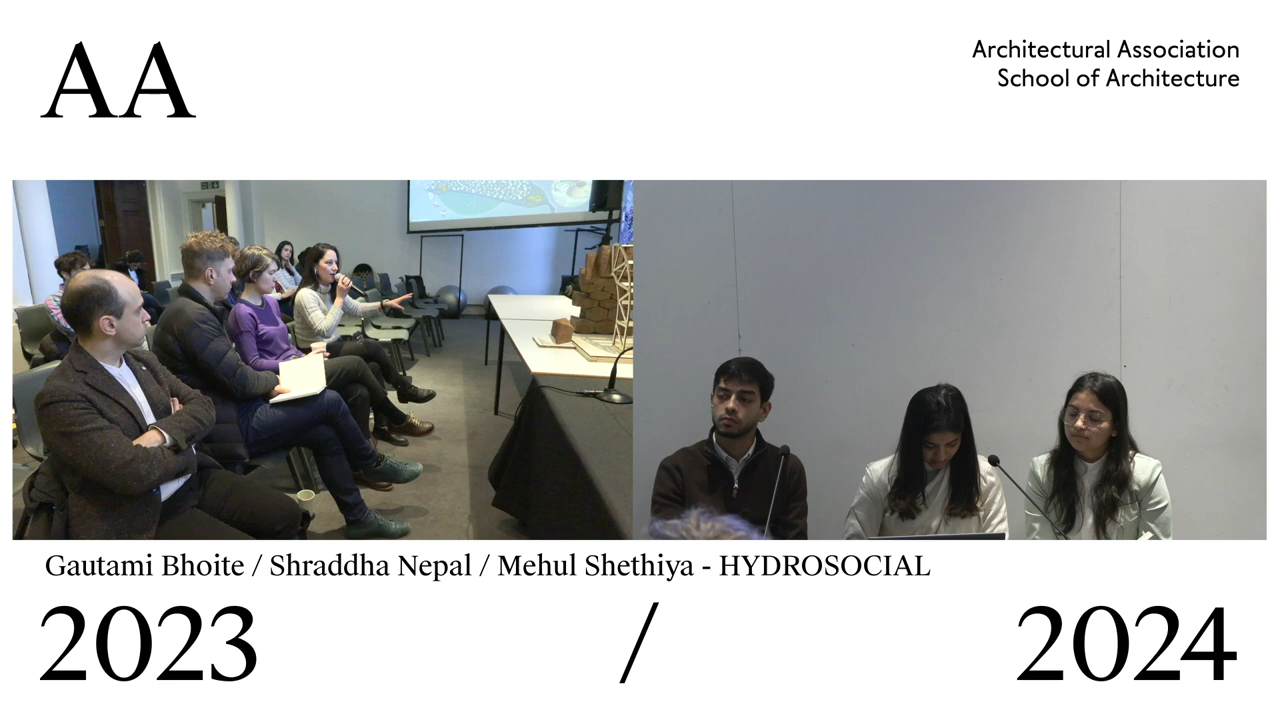 AA
Architectural Association
School of Architecture
Gautami Bhoite / Shraddha Nepal / Mehul Shethiya - HYDROSOCIAL
2023 / 2024